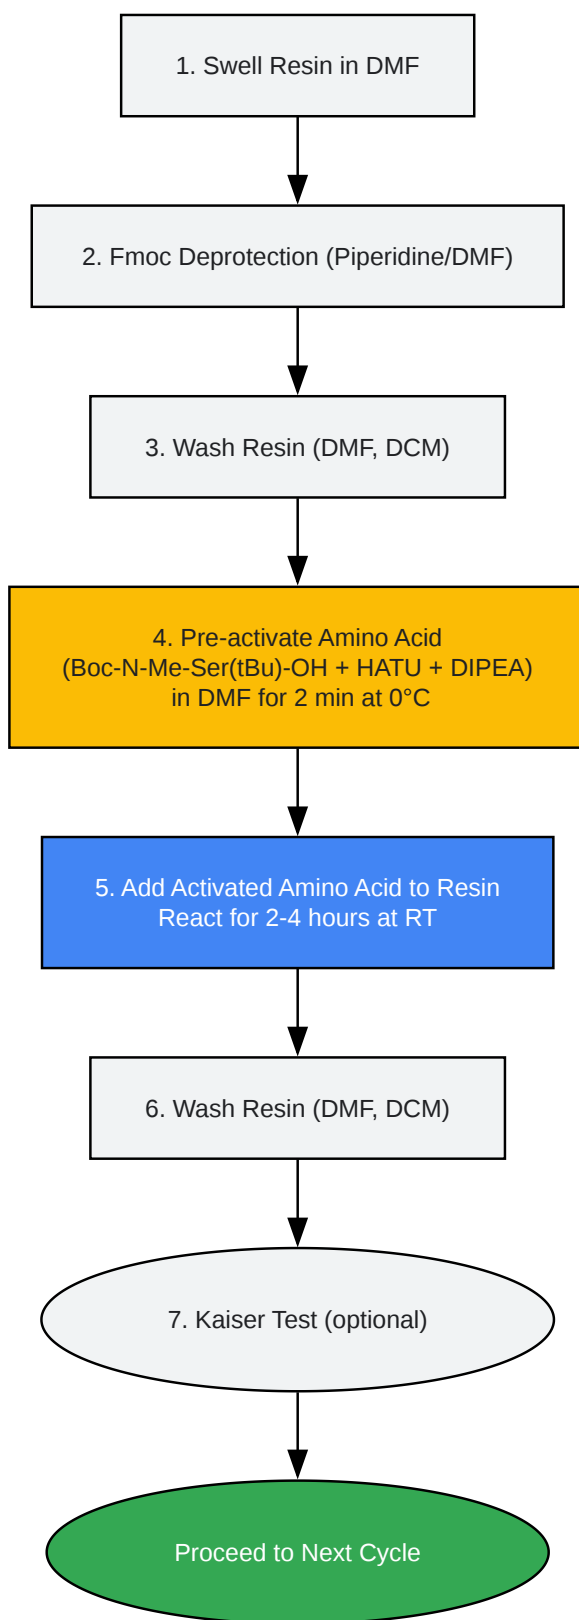 1. Swell Resin in DMF
2. Fmoc Deprotection (Piperidine/DMF)
3. Wash Resin (DMF, DCM)
4. Pre-activate Amino Acid
(Boc-N-Me-Ser(tBu)-OH + HATU + DIPEA)
in DMF for 2 min at 0°C
5. Add Activated Amino Acid to Resin
React for 2-4 hours at RT
6. Wash Resin (DMF, DCM)
7. Kaiser Test (optional)
Proceed to Next Cycle